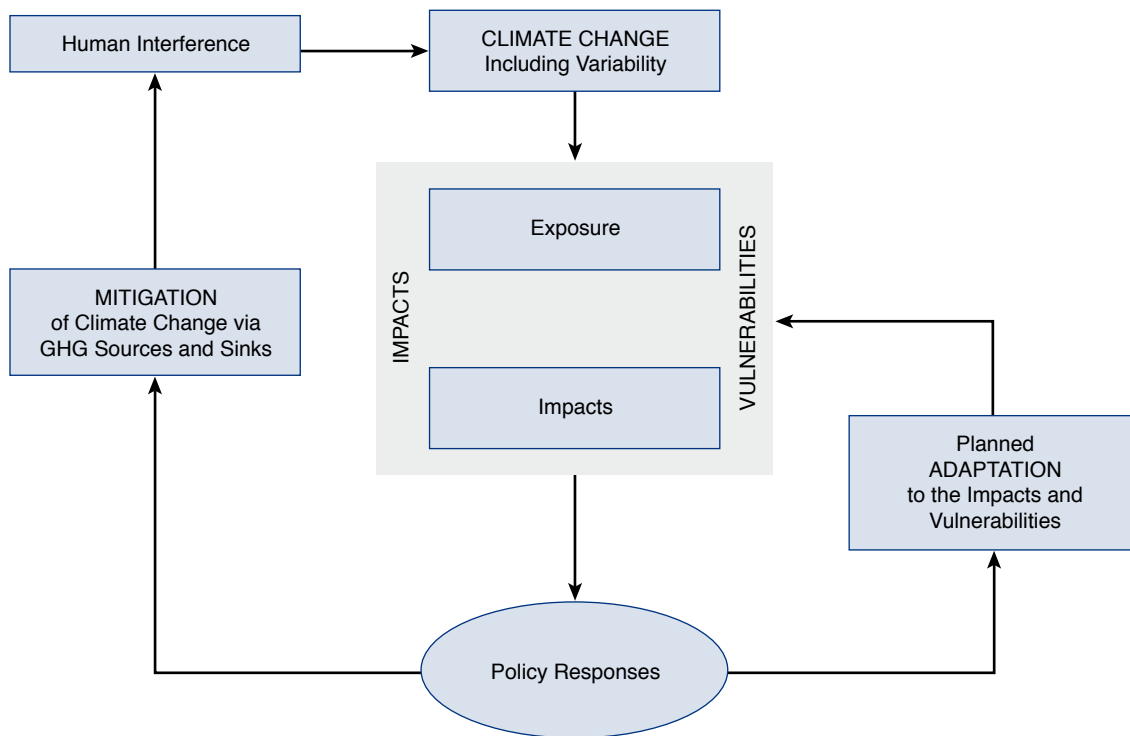 Human Interference
CLIMATE CHANGE
Including Variability
Exposure
IMPACTS
VULNERABILITIES
MITIGATION
of Climate Change via
GHG Sources and Sinks
Impacts
Planned
ADAPTATION
to the Impacts and
Vulnerabilities
Policy Responses